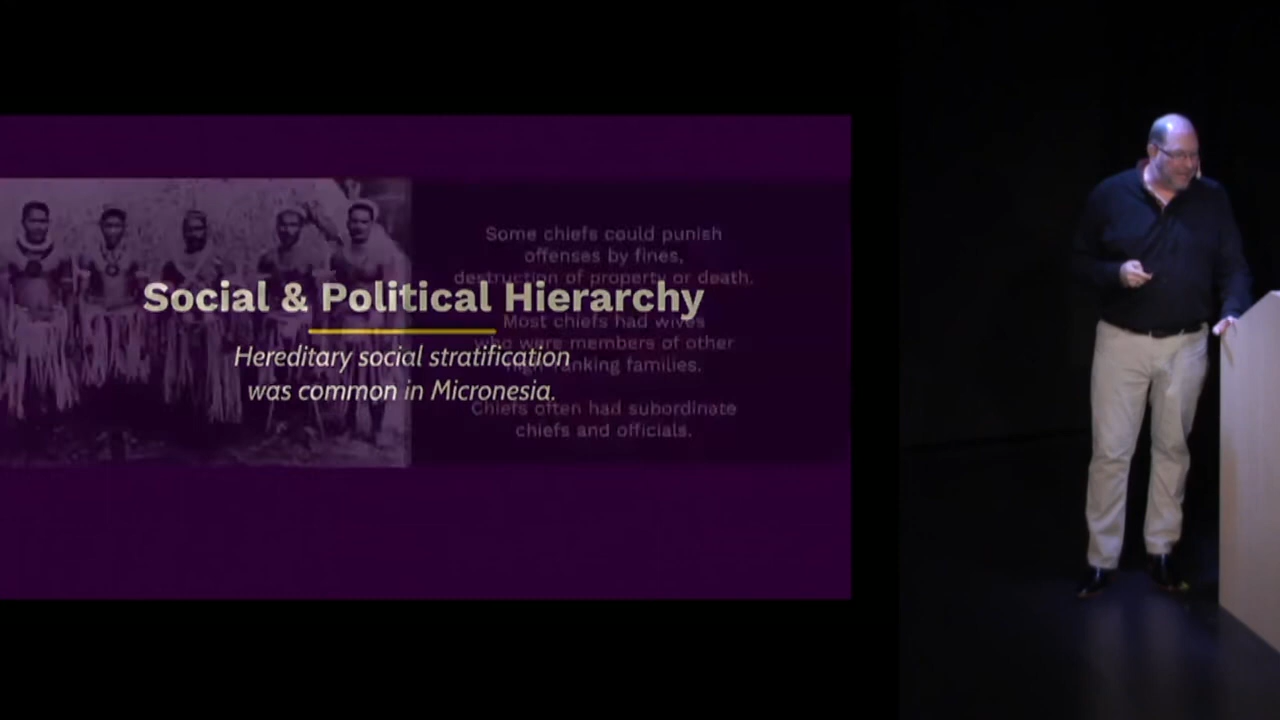 Social & Political Hierarchy
Hereditary social stratification
was common in Micronesia.
Some chiefs could punish
offenses by fines,
destruction of property or death.
Most chiefs had wives
who were members of other
high-ranking families.
Chiefs often had subordinate
chiefs and officials.